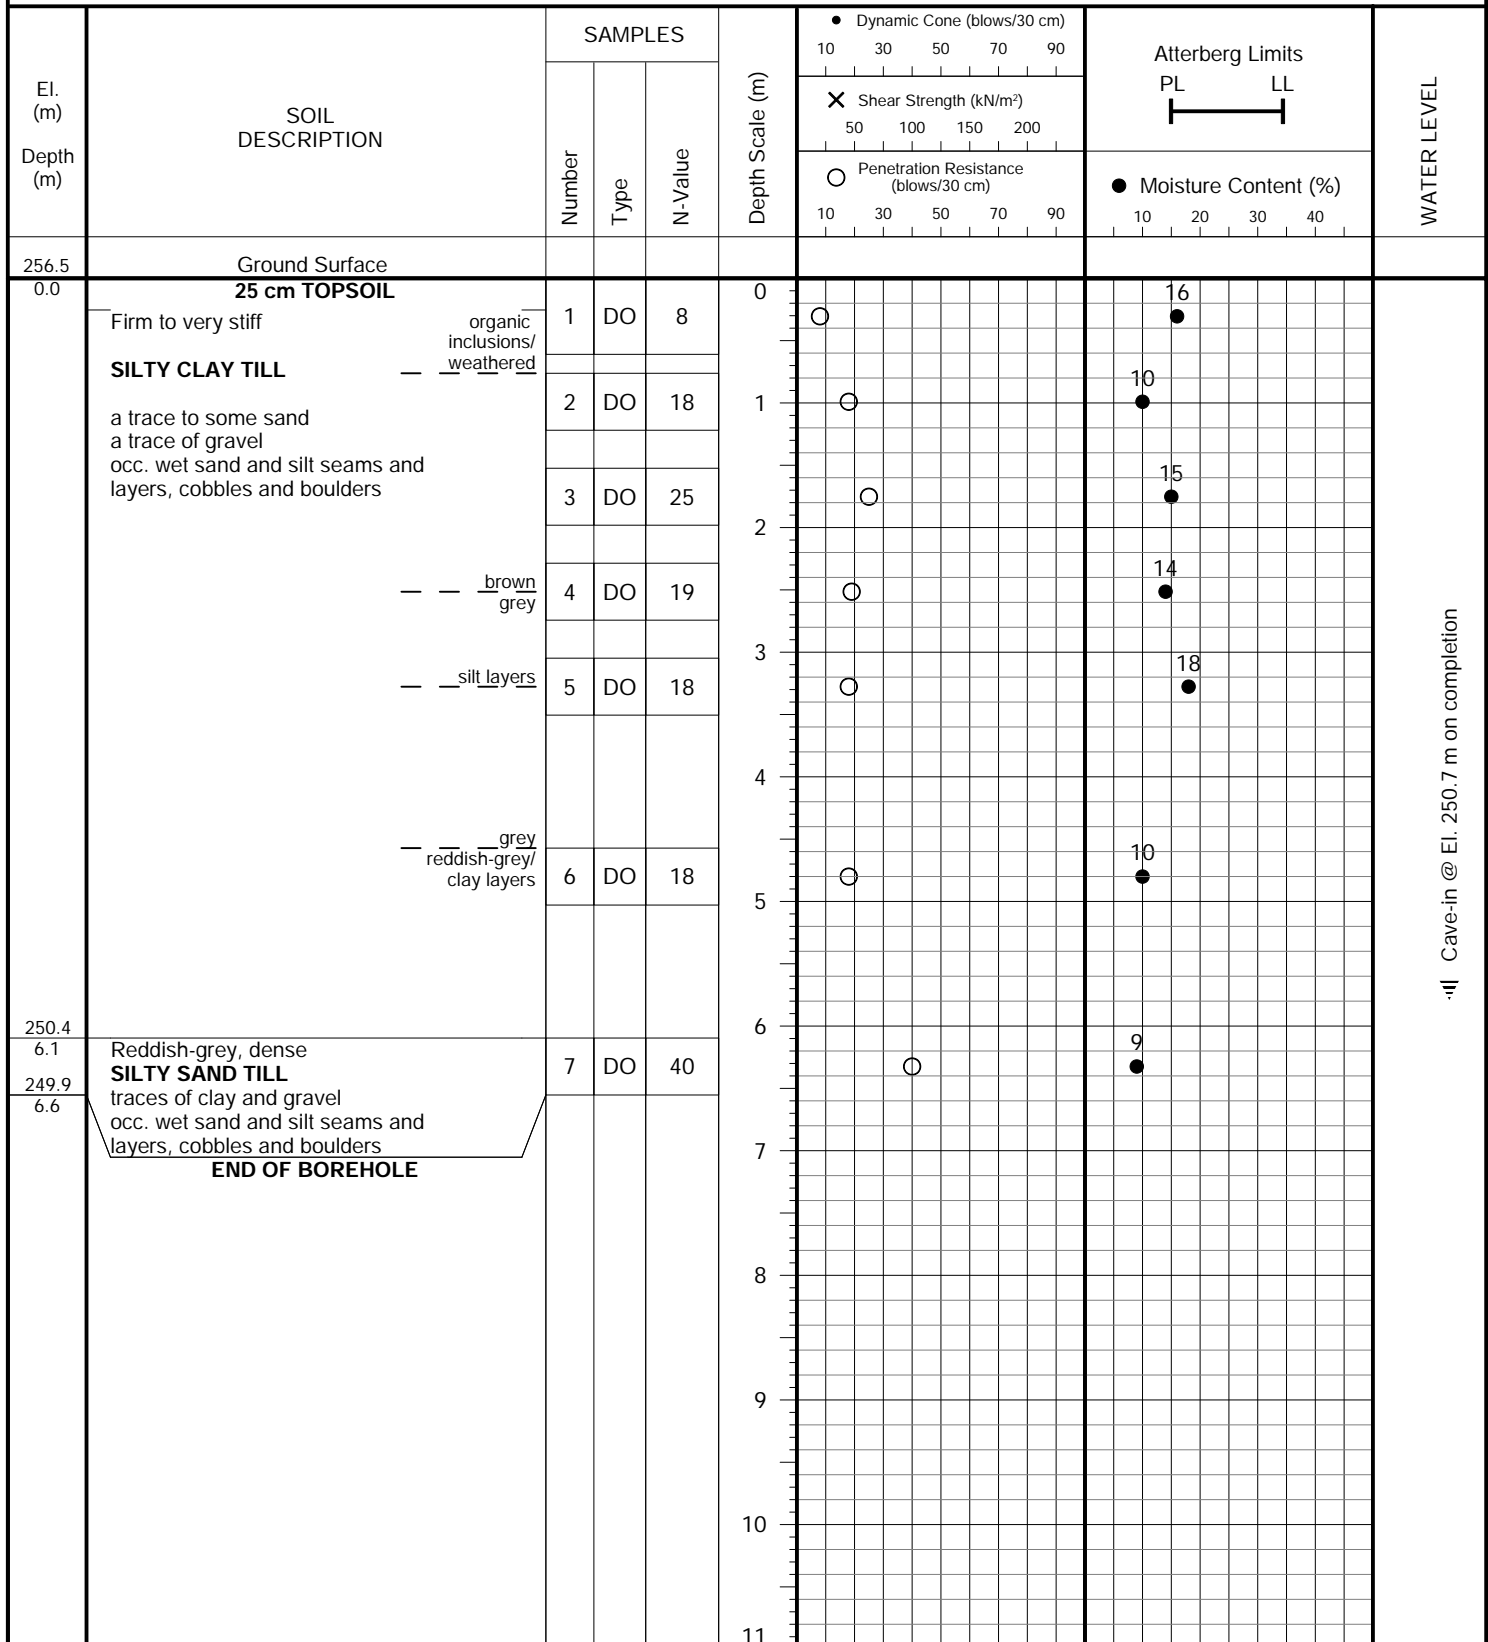 El.
(m)
Depth
(m)
SOIL
DESCRIPTION
SAMPLES
Number
Type
N-Value
Depth Scale (m)
● Dynamic Cone (blows/30 cm)
10 30 50 70 90
✕ Shear Strength (kN/m²)
50 100 150 200
○ Penetration Resistance
(blows/30 cm)
10 30 50 70 90
Atterberg Limits
PL LL
● Moisture Content (%)
10 20 30 40
WATER LEVEL
256.5 Ground Surface
0.0 25 cm TOPSOIL
0
16
Firm to very stiff
organic
inclusions/
weathered
1 DO 8
SILTY CLAY TILL
10
2 DO 18
1
a trace to some sand
a trace of gravel
occ. wet sand and silt seams and
layers, cobbles and boulders
15
3 DO 25
2
14
brown
grey
4 DO 19
3
18
silt layers
5 DO 18
4
grey
reddish-grey/
clay layers
10
6 DO 18
5
Cave-in @ El. 250.7 m on completion
250.4
6
6.1
Reddish-grey, dense
9
SILTY SAND TILL
7 DO 40
249.9
6.6
traces of clay and gravel
occ. wet sand and silt seams and
layers, cobbles and boulders
7
END OF BOREHOLE
8
9
10
11